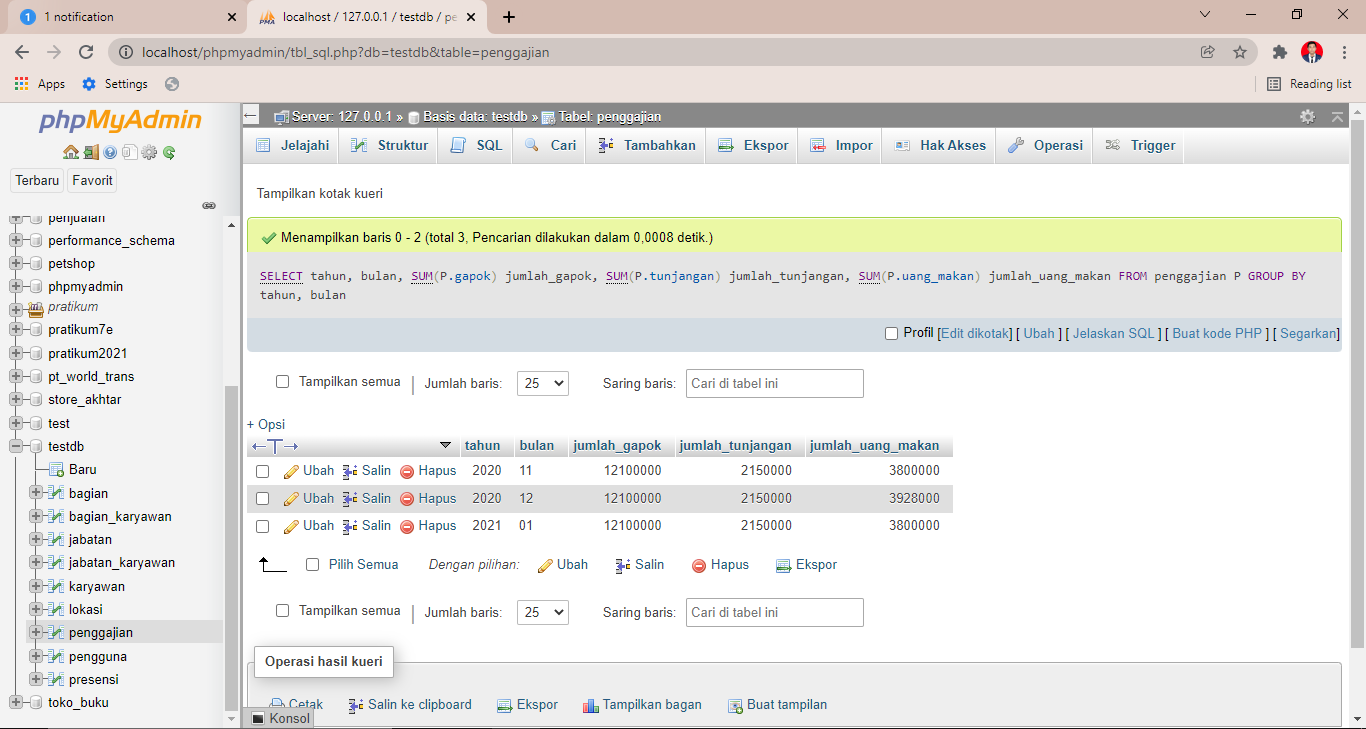 1 notification
localhost / 127.0.0.1 / testdb / pe
localhost/phpmyadmin/tbl_sql.php?db=testdb&table=penggajian
Apps
Settings
Reading list
phpMyAdmin
Terbaru
Favorit
penjualan
performance_schema
petshop
phpmyadmin
pratikum
pratikum7e
pratikum2021
pt_world_trans
store_akhtar
test
testdb
Baru
bagian
bagian_karyawan
jabatan
jabatan_karyawan
karyawan
lokasi
penggajian
pengguna
presensi
toko_buku
Server: 127.0.0.1 » Basis data: testdb » Tabel: penggajian
Jelajahi Struktur SQL Cari Tambahkan Ekspor Impor Hak Akses Operasi Trigger
Tampilkan kotak kueri
Menampilkan baris 0 - 2 (total 3, Pencarian dilakukan dalam 0,0008 detik.)
SELECT tahun, bulan, SUM(P.gapok) jumlah_gapok, SUM(P.tunjangan) jumlah_tunjangan, SUM(P.uang_makan) jumlah_uang_makan FROM penggajian P GROUP BY
tahun, bulan
Profil [Edit dikotak] [ Ubah ] [ Jelaskan SQL ] [ Buat kode PHP ] [ Segarkan]
Tampilkan semua | Jumlah baris: 25 Saring baris: Cari di tabel ini
+ Opsi
←T→ tahun bulan jumlah_gapok jumlah_tunjangan jumlah_uang_makan
Ubah Salin Hapus 2020 11 12100000 2150000 3800000
Ubah Salin Hapus 2020 12 12100000 2150000 3928000
Ubah Salin Hapus 2021 01 12100000 2150000 3800000
Pilih Semua Dengan pilihan: Ubah Salin Hapus Ekspor
Tampilkan semua | Jumlah baris: 25 Saring baris: Cari di tabel ini
Operasi hasil kueri
Cetak Salin ke clipboard Ekspor Tampilkan bagan Buat tampilan
Konsol